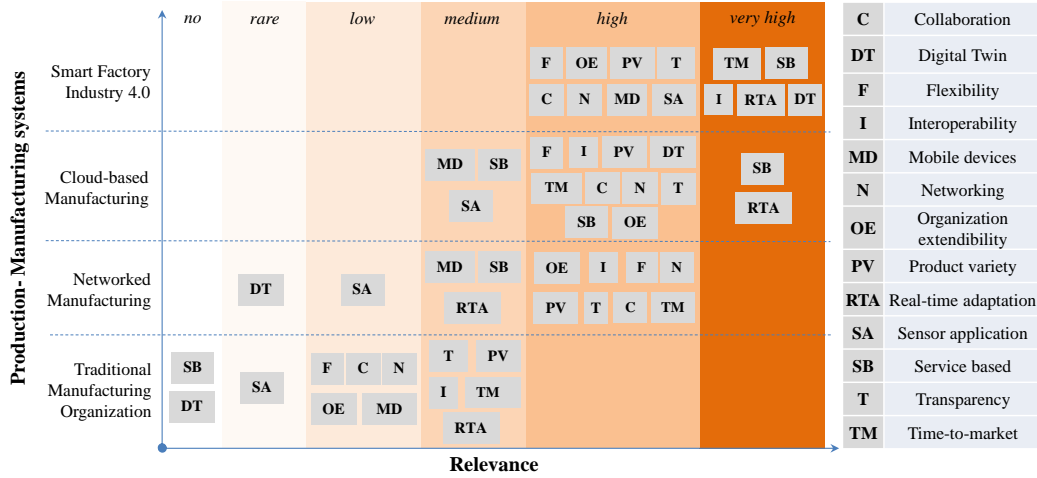 no rare low medium high very high
Production- Manufacturing systems
Smart Factory
Industry 4.0
F OE PV T
TM SB
C N MD SA
I RTA DT
Cloud-based
Manufacturing
MD SB
SA
F I PV DT
TM C N T
SB OE
SB
RTA
Networked
Manufacturing
DT
SA
MD SB
RTA
OE I F N
PV T C TM
Traditional
Manufacturing
Organization
SB
DT
SA
F C N
OE MD
T PV
I TM
RTA
Relevance
C Collaboration
DT Digital Twin
F Flexibility
I Interoperability
MD Mobile devices
N Networking
OE Organization
extendibility
PV Product variety
RTA Real-time adaptation
SA Sensor application
SB Service based
T Transparency
TM Time-to-market